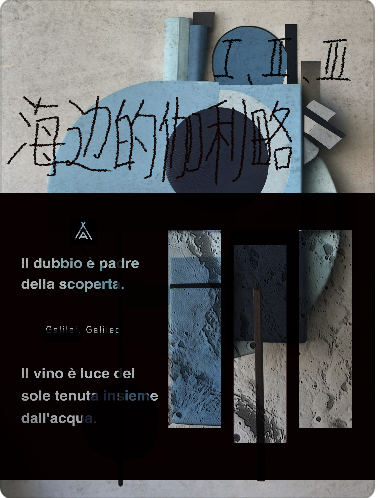 I, II, III
海边的伽利略
Il dubbio è padre
della scoperta.
Galilei, Galileo
Il vino è luce del
sole tenuta insieme
dall'acqua.